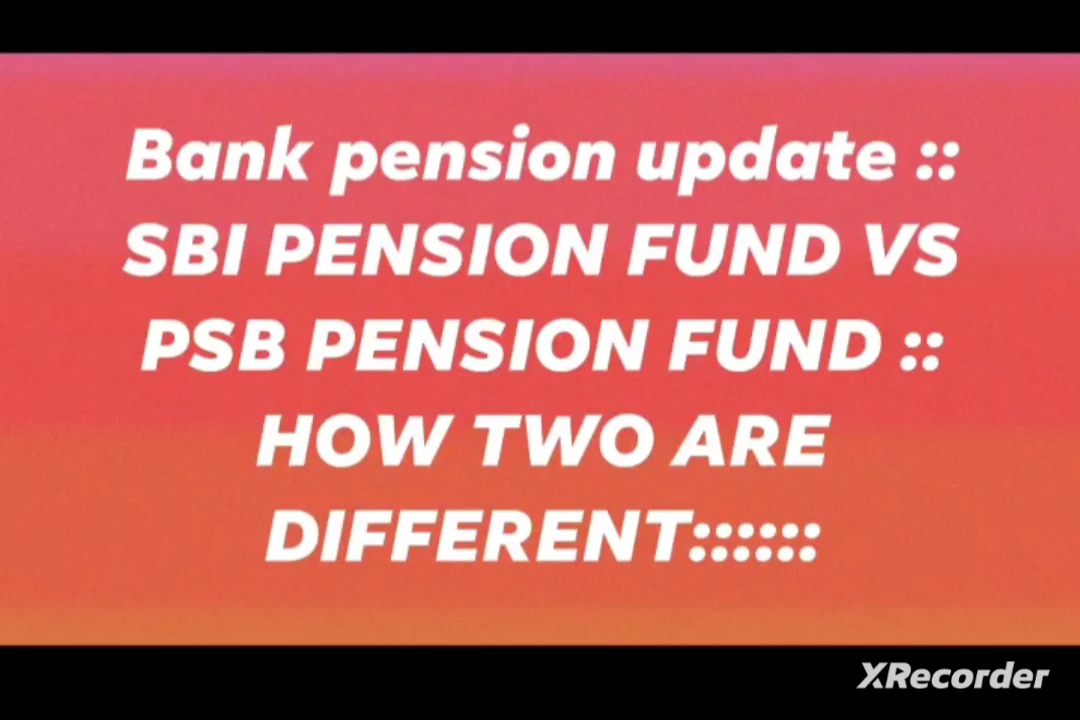 Bank pension update ::
SBI PENSION FUND VS
PSB PENSION FUND ::
HOW TWO ARE
DIFFERENT::::::
XRecorder